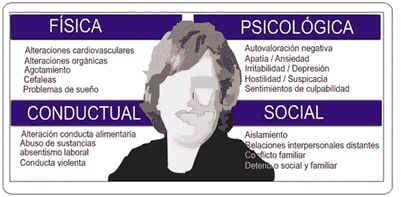 FÍSICA
Alteraciones cardiovasculares
Alteraciones orgánicas
Agotamiento
Cefaleas
Problemas de sueño
PSICOLÓGICA
Autovaloración negativa
Apatía / Ansiedad
Irritabilidad / Depresión
Hostilidad / Suspicacia
Sentimientos de culpabilidad
CONDUCTUAL
Alteración conducta alimentaria
Abuso de sustancias
absentismo laboral
Conducta violenta
SOCIAL
Aislamiento
Relaciones interpersonales distantes
Conflicto familiar
Deterioro social y familiar